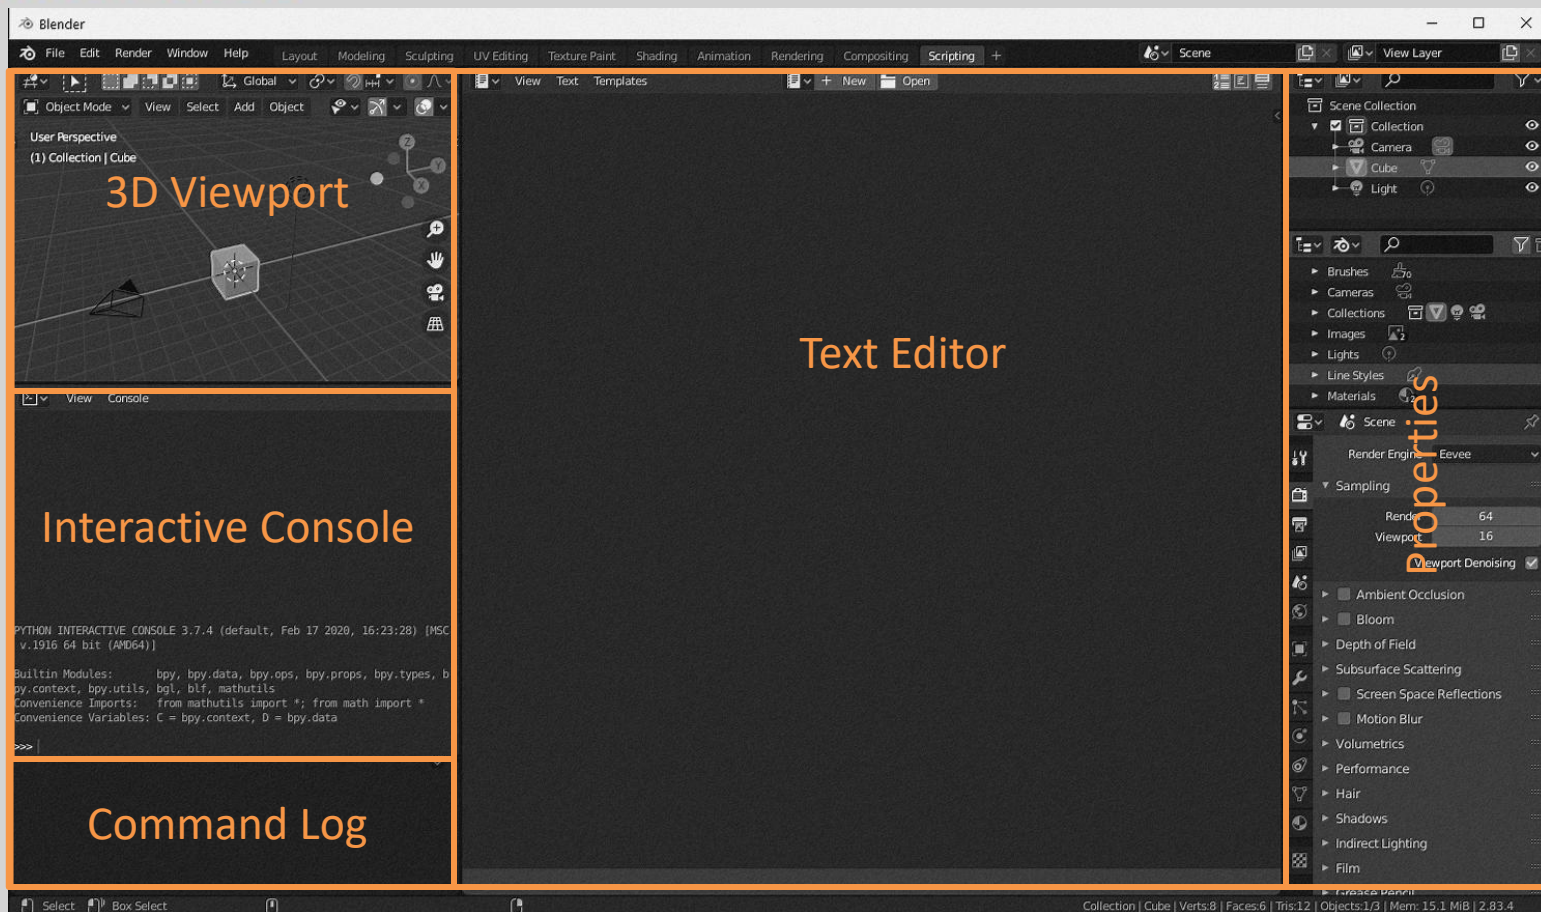 Blender
File Edit Render Window Help Layout Modeling Sculpting UV Editing Texture Paint Shading Animation Rendering Compositing Scripting + Scene View Layer
Global
Object Mode View Select Add Object
User Perspective
(1) Collection | Cube
Z
Y
X
3D Viewport
View Console
Interactive Console
PYTHON INTERACTIVE CONSOLE 3.7.4 (default, Feb 17 2020, 16:23:28) [MSC
v.1916 64 bit (AMD64)]
Builtin Modules: bpy, bpy.data, bpy.ops, bpy.props, bpy.types, b
py.context, bpy.utils, bgl, blf, mathutils
Convenience Imports: from mathutils import *; from math import *
Convenience Variables: C = bpy.context, D = bpy.data
>>>
Command Log
View Text Templates + New Open
Text Editor
Scene Collection
Collection
Camera
Cube
Light
Brushes 70
Cameras
Collections
Images 2
Lights
Line Styles
Materials 2
Scene
Properties
Render Engine Eevee
Sampling
Render 64
Viewport 16
Viewport Denoising
Ambient Occlusion
Bloom
Depth of Field
Subsurface Scattering
Screen Space Reflections
Motion Blur
Volumetrics
Performance
Hair
Shadows
Indirect Lighting
Film
Grease Pencil
Select Box Select
Collection | Cube | Verts:8 | Faces:6 | Tris:12 | Objects:1/3 | Mem: 15.1 MiB | 2.83.4